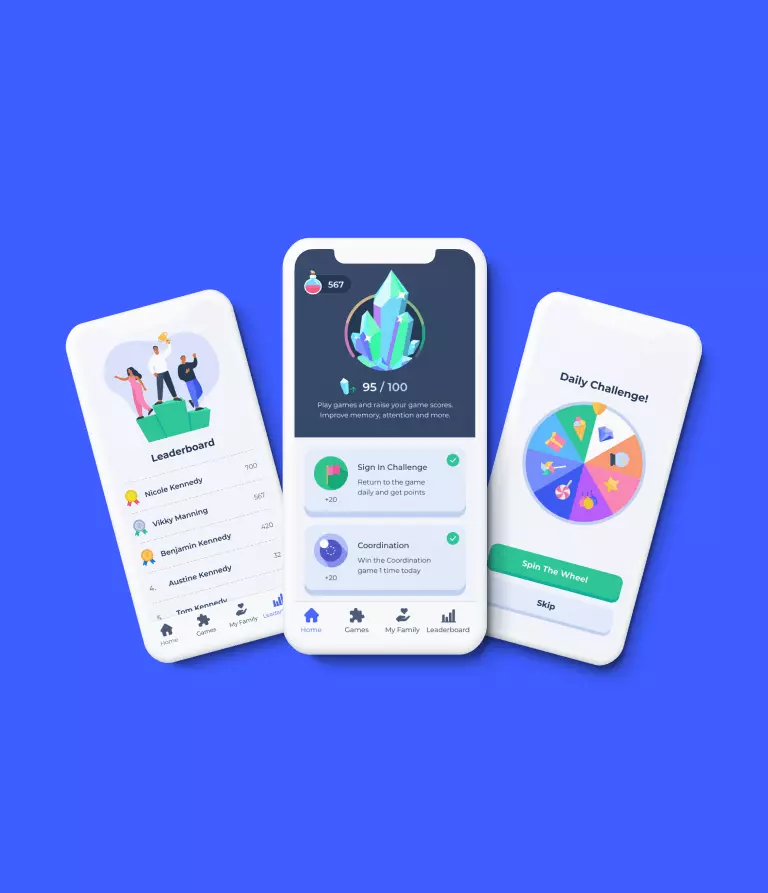 Leaderboard
Nicole Kennedy 700
Vikky Manning 567
Benjamin Kennedy 420
4. Austine Kennedy 32
5. Tom Kennedy
Home Games My Family
567
95 / 100
Play games and raise your game scores.
Improve memory, attention and more.
Sign In Challenge
Return to the game
daily and get points
+20
Coordination
Win the Coordination
game 1 time today
+20
Home Games My Family Leaderboard
Daily Challenge!
Spin The Wheel
Skip